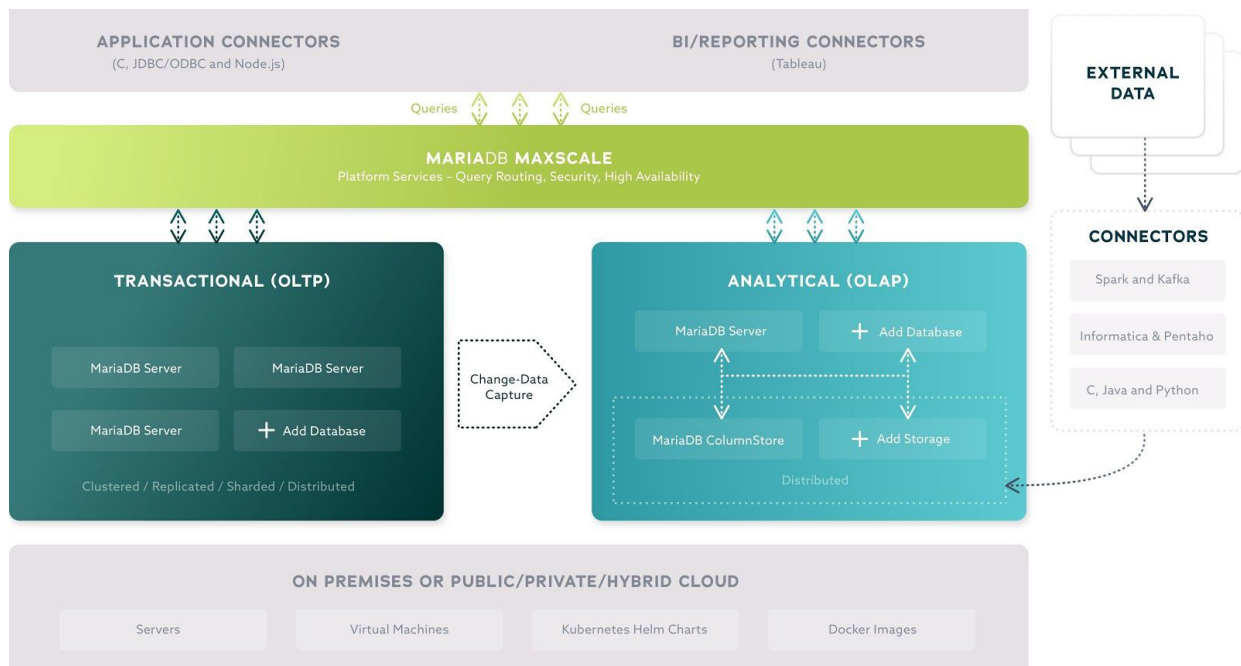 APPLICATION CONNECTORS
(C, JDBC/ODBC and Node.js)
BI/REPORTING CONNECTORS
(Tableau)
Queries
Queries
MARIADB MAXSCALE
Platform Services – Query Routing, Security, High Availability
TRANSACTIONAL (OLTP)
MariaDB Server
MariaDB Server
MariaDB Server
+ Add Database
Clustered / Replicated / Sharded / Distributed
Change-Data
Capture
ANALYTICAL (OLAP)
MariaDB Server
+ Add Database
MariaDB ColumnStore
+ Add Storage
Distributed
EXTERNAL
DATA
CONNECTORS
Spark and Kafka
Informatica & Pentaho
C, Java and Python
ON PREMISES OR PUBLIC/PRIVATE/HYBRID CLOUD
Servers
Virtual Machines
Kubernetes Helm Charts
Docker Images